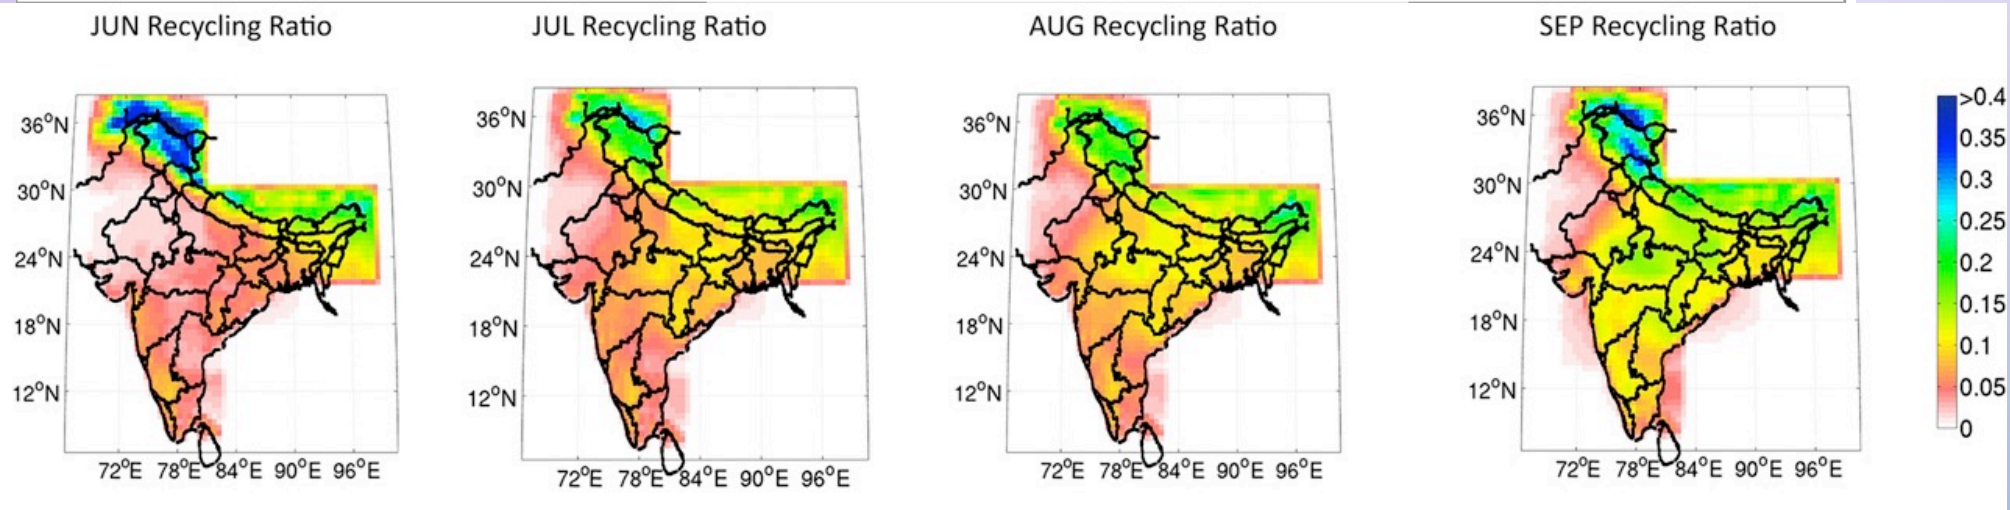 JUN Recycling Ratio
JUL Recycling Ratio
AUG Recycling Ratio
SEP Recycling Ratio
36°N
30°N
24°N
18°N
12°N
72°E 78°E 84°E 90°E 96°E
36°N
30°N
24°N
18°N
12°N
72°E 78°E 84°E 90°E 96°E
36°N
30°N
24°N
18°N
12°N
72°E 78°E 84°E 90°E 96°E
36°N
30°N
24°N
18°N
12°N
72°E 78°E 84°E 90°E 96°E
>0.4
0.35
0.3
0.25
0.2
0.15
0.1
0.05
0